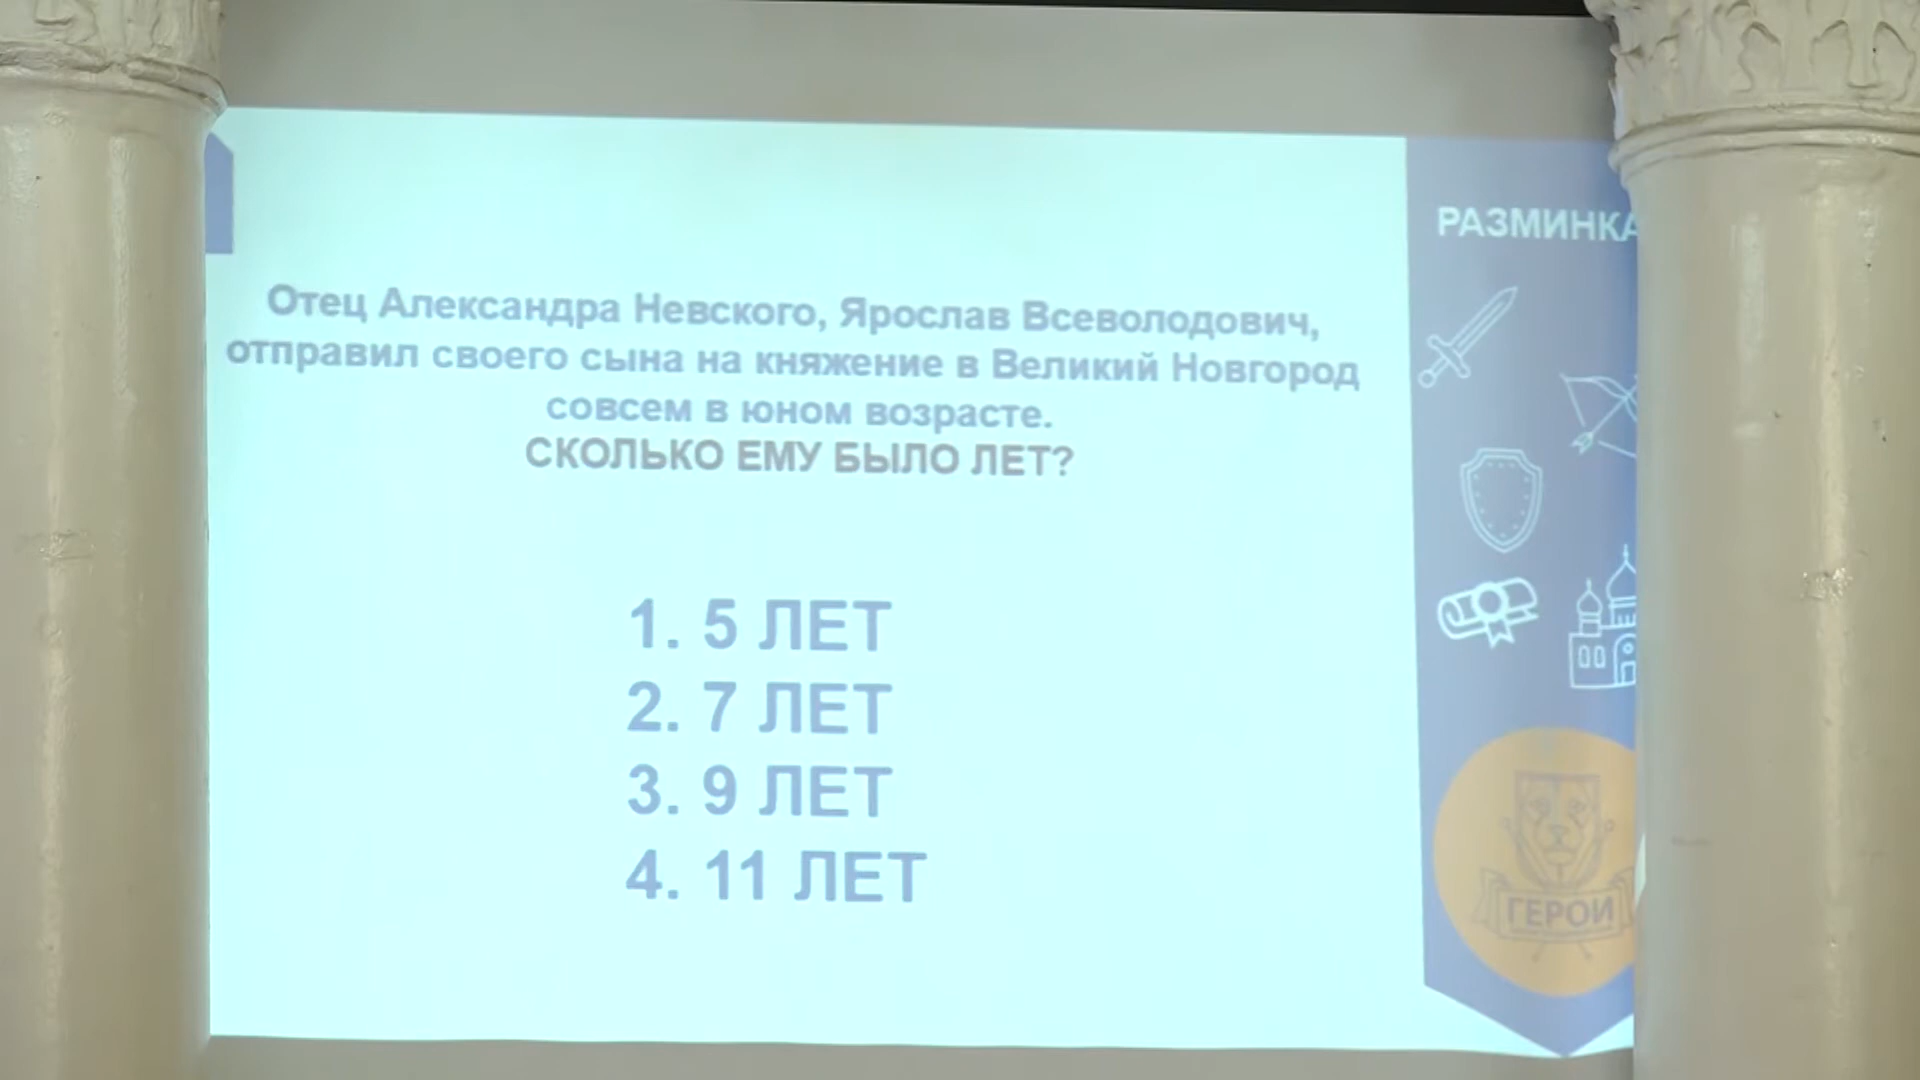 Отец Александра Невского, Ярослав Всеволодович,
отправил своего сына на княжение в Великий Новгород
совсем в юном возрасте.
СКОЛЬКО ЕМУ БЫЛО ЛЕТ?
1. 5 ЛЕТ
2. 7 ЛЕТ
3. 9 ЛЕТ
4. 11 ЛЕТ
РАЗМИНКА
ГЕРОИ